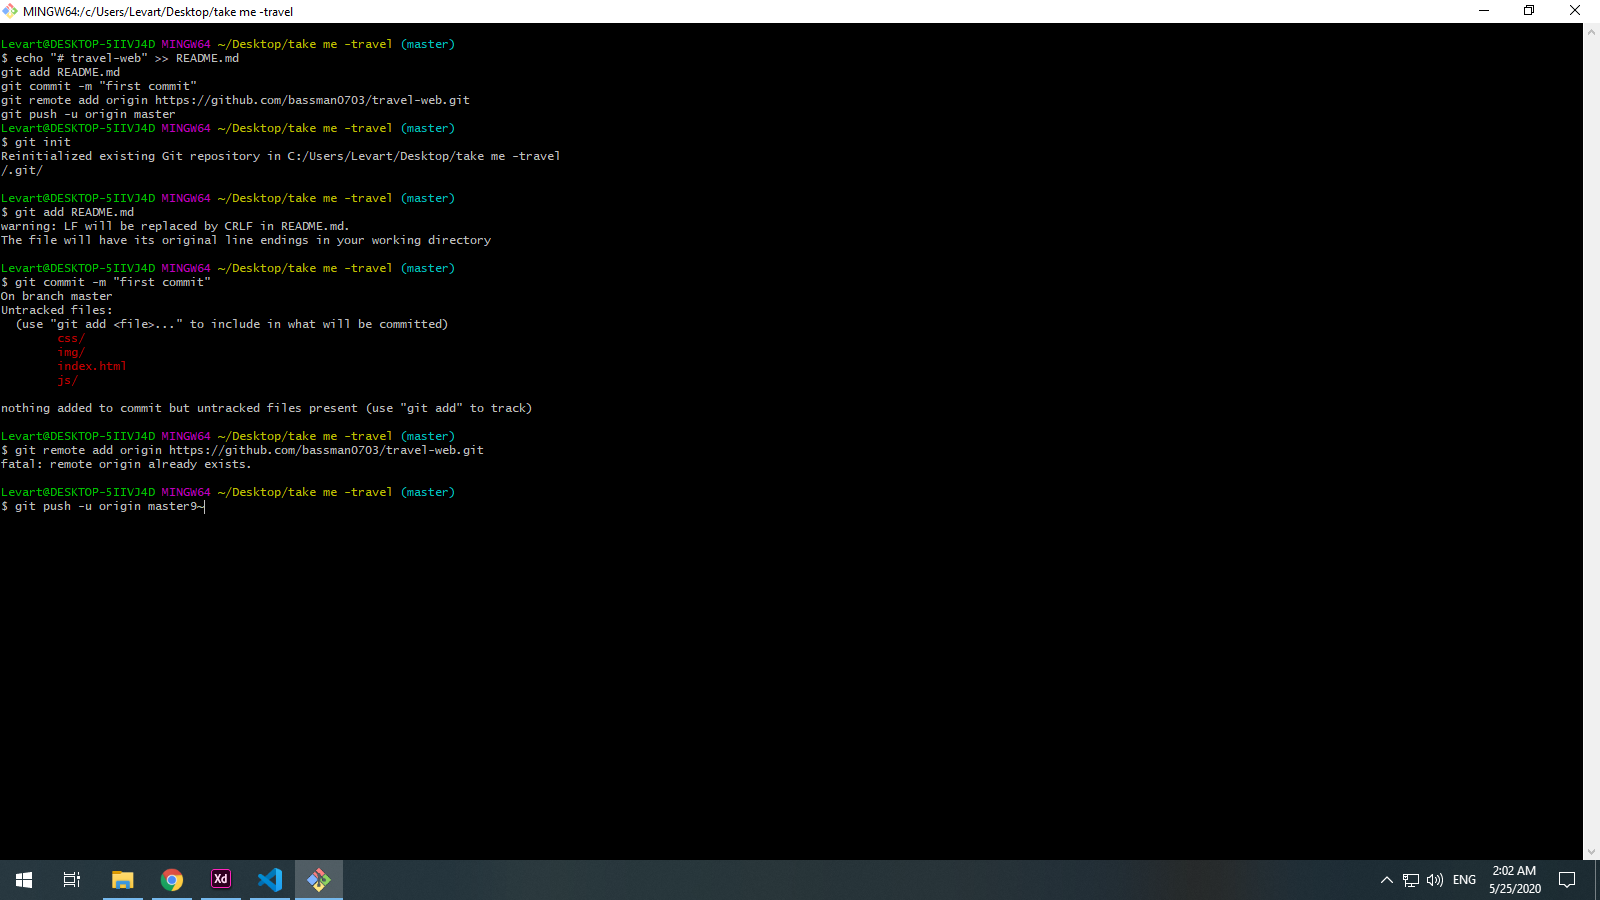 MINGW64:/c/Users/Levart/Desktop/take me -travel
Levart@DESKTOP-5IIVJ4D MINGW64 ~/Desktop/take me -travel (master)
$ echo "# travel-web" >> README.md
git add README.md
git commit -m "first commit"
git remote add origin https://github.com/bassman0703/travel-web.git
git push -u origin master
Levart@DESKTOP-5IIVJ4D MINGW64 ~/Desktop/take me -travel (master)
$ git init
Reinitialized existing Git repository in C:/Users/Levart/Desktop/take me -travel
/.git/
Levart@DESKTOP-5IIVJ4D MINGW64 ~/Desktop/take me -travel (master)
$ git add README.md
warning: LF will be replaced by CRLF in README.md.
The file will have its original line endings in your working directory
Levart@DESKTOP-5IIVJ4D MINGW64 ~/Desktop/take me -travel (master)
$ git commit -m "first commit"
On branch master
Untracked files:
  (use "git add <file>..." to include in what will be committed)
        css/
        img/
        index.html
        js/
nothing added to commit but untracked files present (use "git add" to track)
Levart@DESKTOP-5IIVJ4D MINGW64 ~/Desktop/take me -travel (master)
$ git remote add origin https://github.com/bassman0703/travel-web.git
fatal: remote origin already exists.
Levart@DESKTOP-5IIVJ4D MINGW64 ~/Desktop/take me -travel (master)
$ git push -u origin master9~
Xd
ENG
2:02 AM
5/25/2020